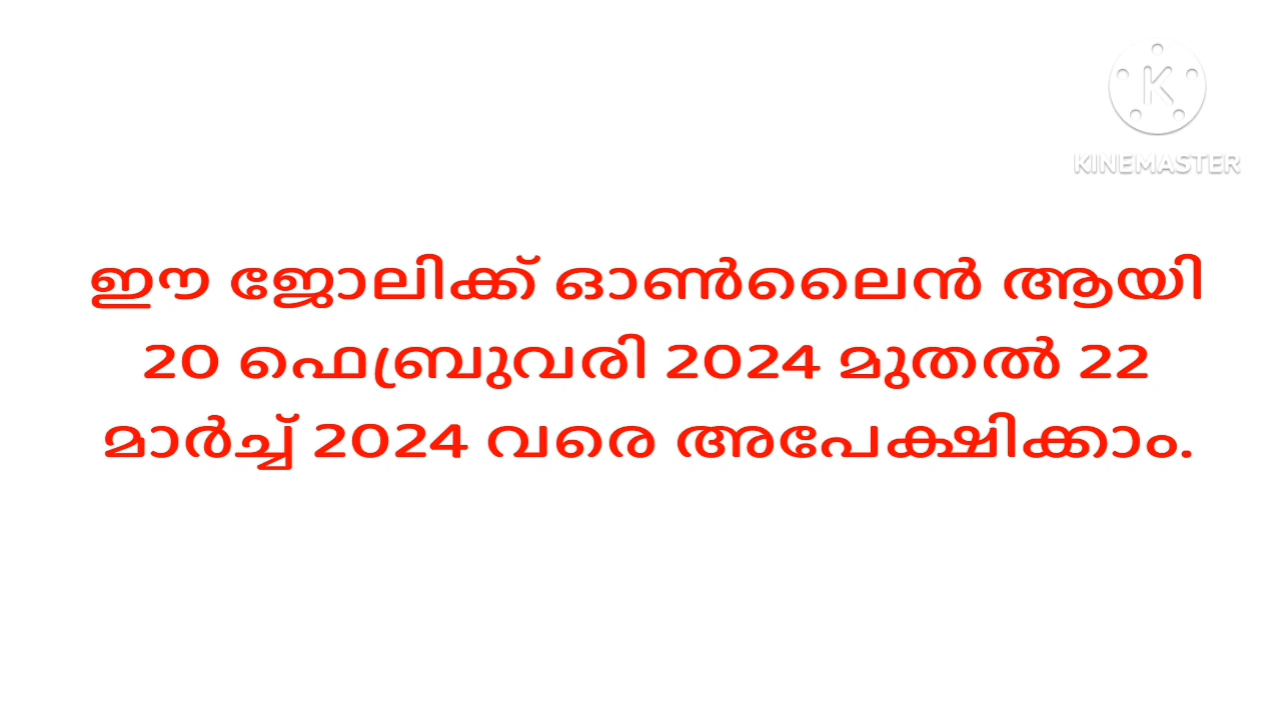 KINEMASTER
ഈ ജോലിക്ക് ഓൺലൈൻ ആയി
20 ഫെബ്രുവരി 2024 മുതൽ 22
മാർച്ച് 2024 വരെ അപേക്ഷിക്കാം.